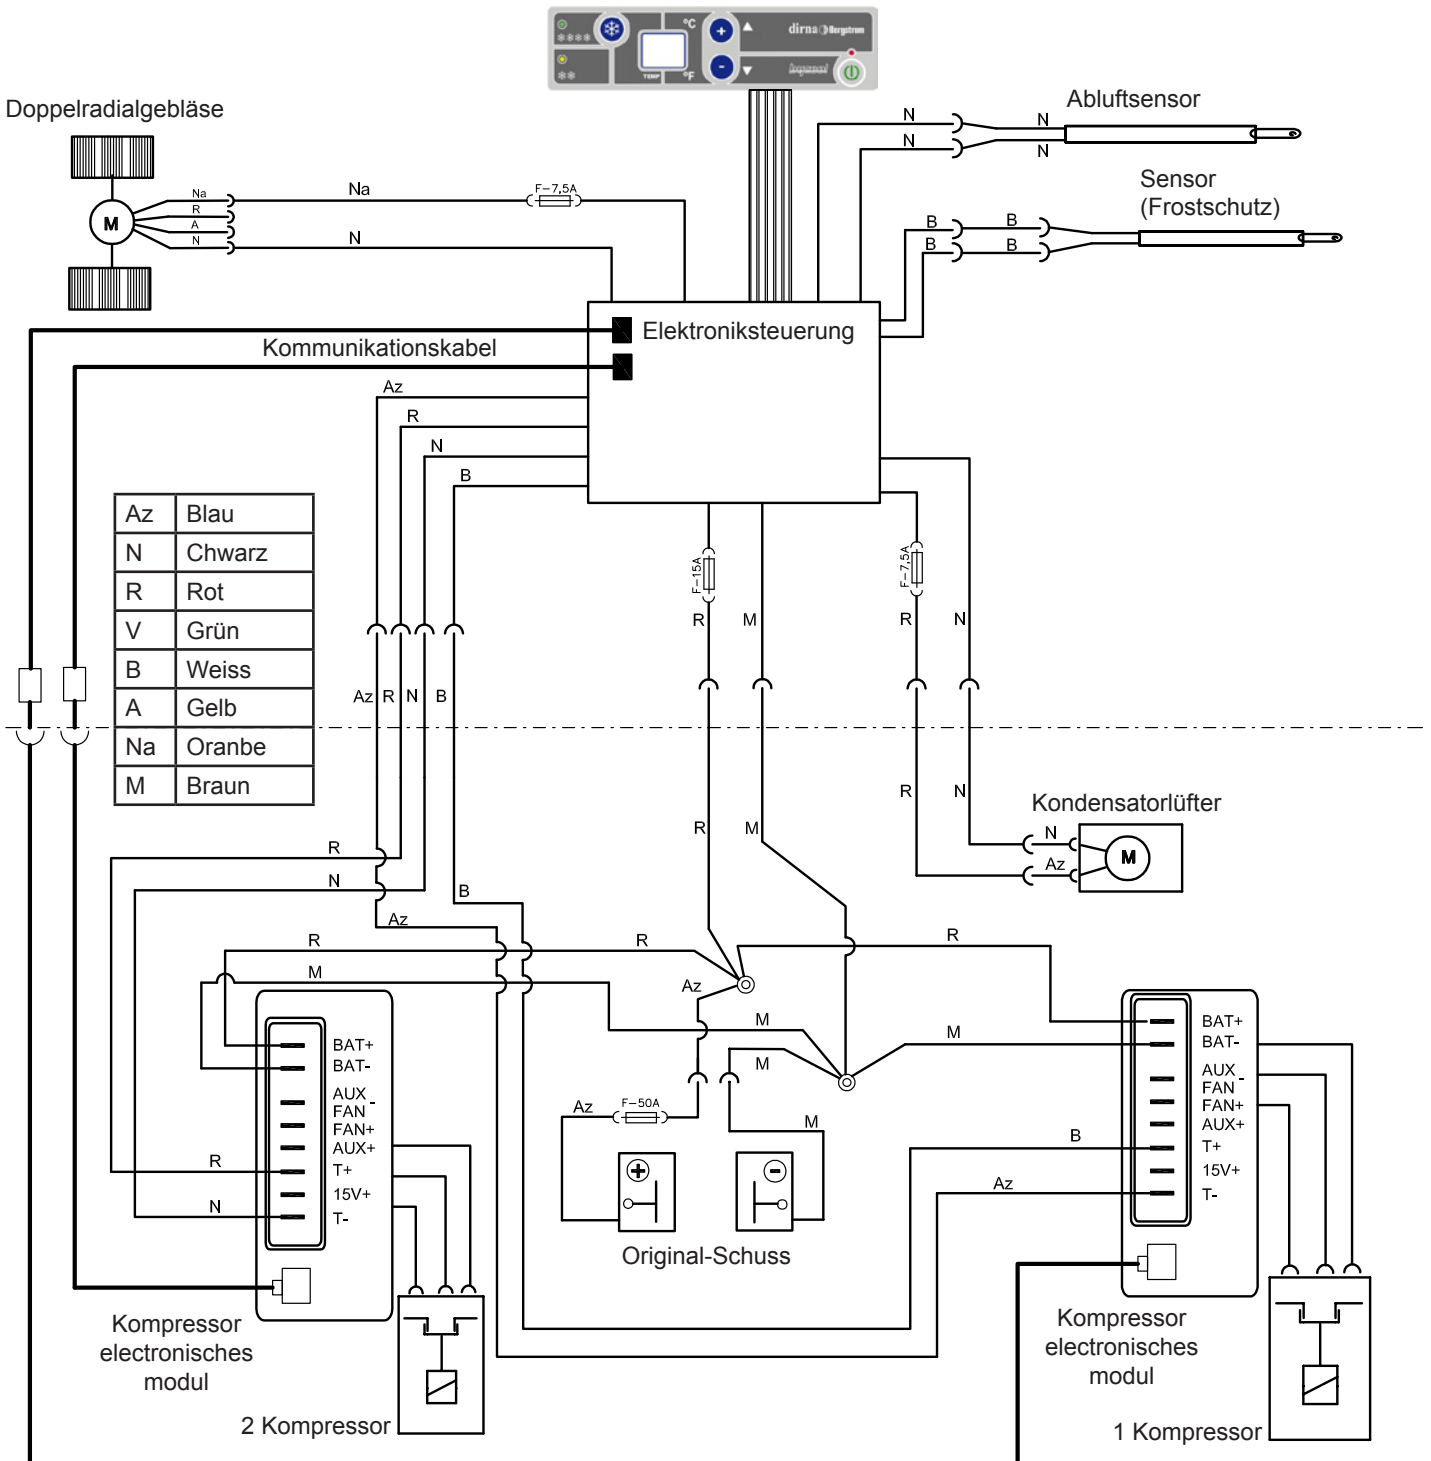 °C
dirna Bergstrom
TEMP
°F
Doppelradialgebläse
Abluftsensor
N
N
N
N
Sensor
(Frostschutz)
Na
R
A
N
M
Na
F-7,5A
N
B
B
B
B
Elektroniksteuerung
Kommunikationskabel
Az
R
N
B
Az Blau
N Chwarz
R Rot
V Grün
B Weiss
A Gelb
Na Oranbe
M Braun
F-15A
F-7,5A
R
M
R
N
Az
R
N
B
R
N
R
M
Kondensatorlüfter
N
Az
M
R
N
B
Az
R
R
R
M
Az
M
M
M
BAT+
BAT-
AUX
FAN -
FAN+
AUX+
T+
15V+
T-
R
N
Az
F-50A
M
+
-
Original-Schuss
BAT+
BAT-
AUX
FAN -
FAN+
AUX+
T+
15V+
T-
B
Az
Kompressor
electronisches
modul
2 Kompressor
Kompressor
electronisches
modul
1 Kompressor